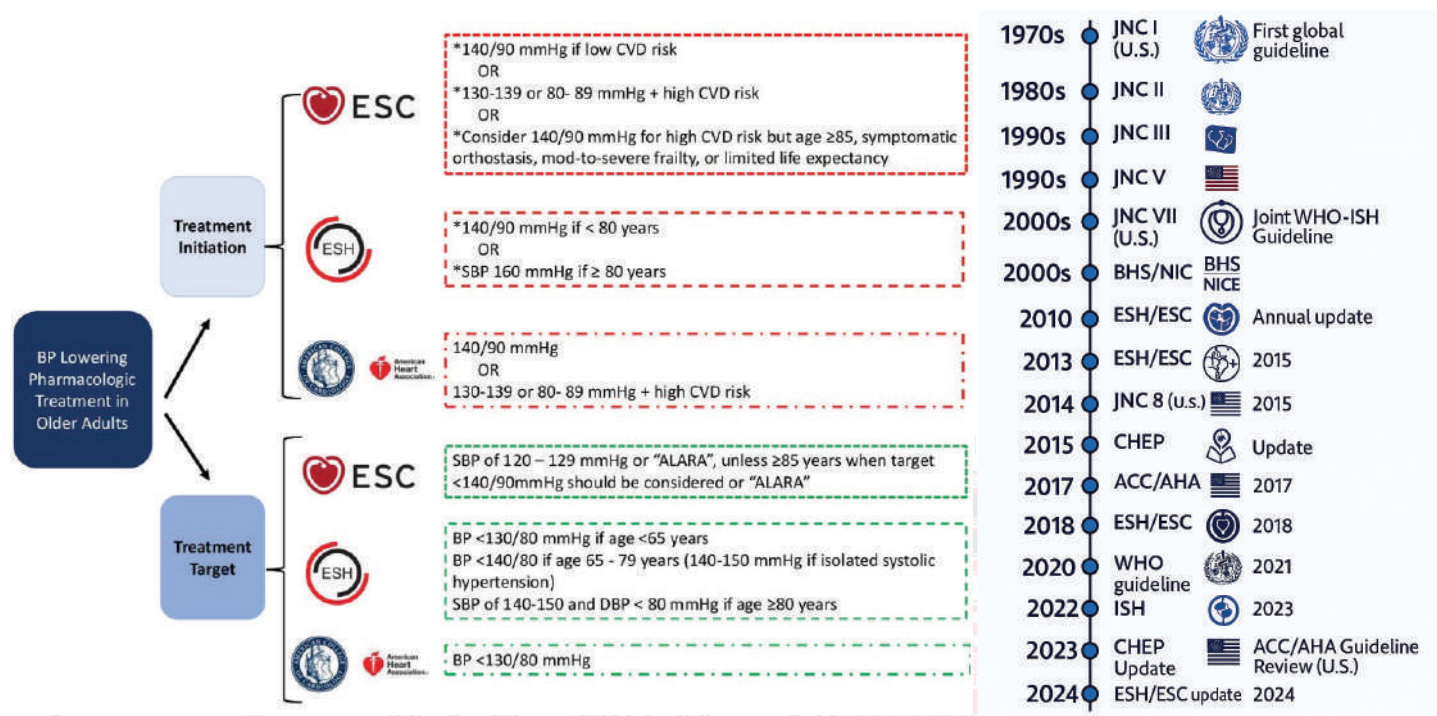 BP Lowering
Pharmacologic
Treatment in
Older Adults
Treatment
Initiation
ESC
*140/90 mmHg if low CVD risk
OR
*130-139 or 80- 89 mmHg + high CVD risk
OR
*Consider 140/90 mmHg for high CVD risk but age ≥85, symptomatic
orthostasis, mod-to-severe frailty, or limited life expectancy
ESH
*140/90 mmHg if < 80 years
OR
*SBP 160 mmHg if ≥ 80 years
American
Heart
Association
140/90 mmHg
OR
130-139 or 80- 89 mmHg + high CVD risk
Treatment
Target
ESC
SBP of 120 – 129 mmHg or “ALARA”, unless ≥85 years when target
<140/90mmHg should be considered or “ALARA”
ESH
BP <130/80 mmHg if age <65 years
BP <140/80 if age 65 - 79 years (140-150 mmHg if isolated systolic
hypertension)
SBP of 140-150 and DBP < 80 mmHg if age ≥80 years
American
Heart
Association
BP <130/80 mmHg
1970s JNC I First global
(U.S.) guideline
1980s JNC II
1990s JNC III
1990s JNC V
2000s JNC VII Joint WHO-ISH
(U.S.) Guideline
2000s BHS/NIC BHS
NICE
2010 ESH/ESC Annual update
2013 ESH/ESC 2015
2014 JNC 8 (U.S.) 2015
2015 CHEP Update
2017 ACC/AHA 2017
2018 ESH/ESC 2018
2020 WHO 2021
guideline
2022 ISH 2023
2023 CHEP ACC/AHA Guideline
Update Review (U.S.)
2024 ESH/ESC update 2024